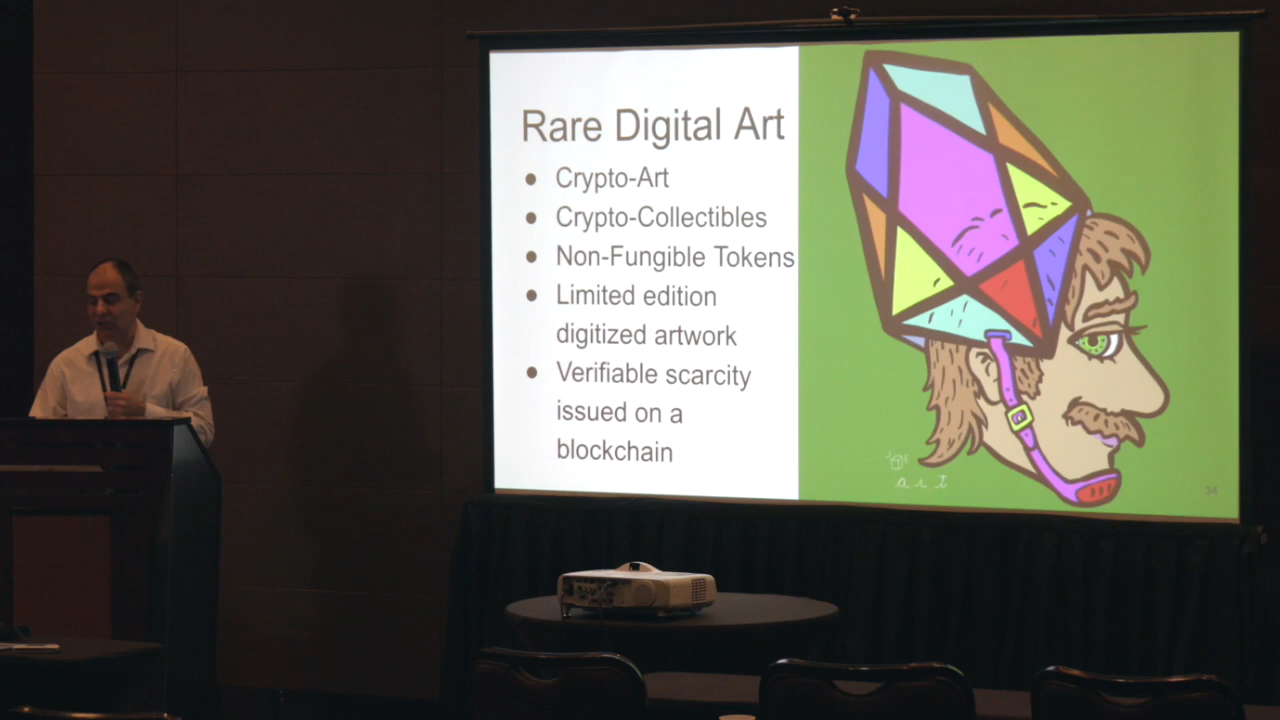 Rare Digital Art
● Crypto-Art
● Crypto-Collectibles
● Non-Fungible Tokens
● Limited edition
digitized artwork
● Verifiable scarcity
issued on a
blockchain
art
34